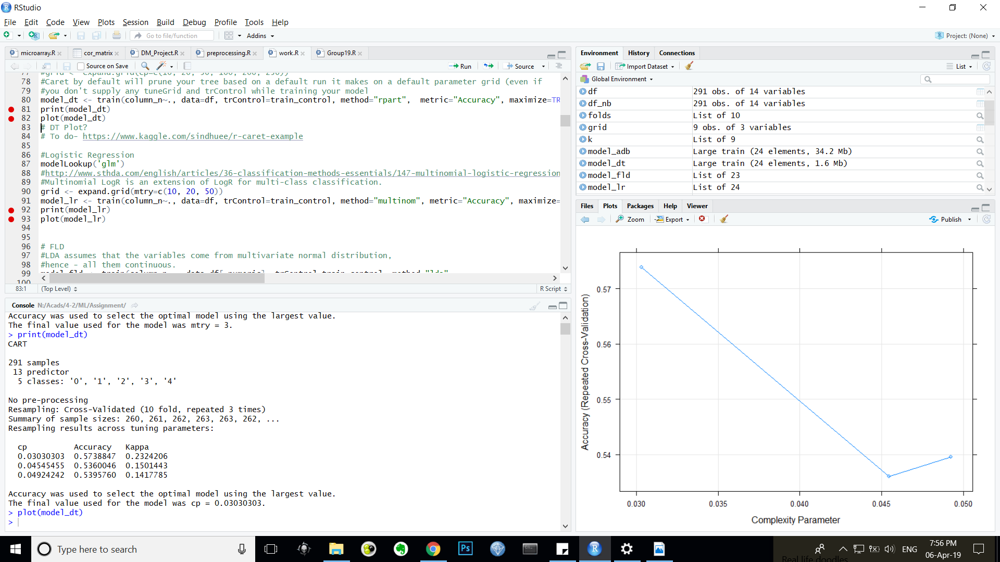 RStudio
File Edit Code View Plots Session Build Debug Profile Tools Help
Go to file/function Addins Project: (None)
microarray.R cor_matrix DM_Project.R preprocessing.R work.R Group19.R
Source on Save Run Source
77 #grid <- expand.grid(cp=c(10, 20, 50, 100, 200, 250))
78 #Caret by default will prune your tree based on a default run it makes on a default parameter grid (even if
79 #you don't supply any tuneGrid and trControl while training your model
80 model_dt <- train(column_n~., data=df, trControl=train_control, method="rpart", metric="Accuracy", maximize=TR
81 print(model_dt)
82 plot(model_dt)
83 # DT Plot?
84 # To do- https://www.kaggle.com/sindhuee/r-caret-example
85
86 #Logistic Regression
87 modelLookup('glm')
88 #http://www.sthda.com/english/articles/36-classification-methods-essentials/147-multinomial-logistic-regression
89 #Multinomial LogR is an extension of LogR for multi-class classification.
90 grid <- expand.grid(mtry=c(10, 20, 50))
91 model_lr <- train(column_n~., data=df, trControl=train_control, method="multinom", metric="Accuracy", maximize=
92 print(model_lr)
93 plot(model_lr)
94
95
96 # FLD
97 #LDA assumes that the variables come from multivariate normal distribution,
98 #hence - all them continuous.
99
100
83:1 (Top Level) R Script
Console N:/Acads/4-2/ML/Assignment/
Accuracy was used to select the optimal model using the largest value.
The final value used for the model was mtry = 3.
> print(model_dt)
CART
291 samples
13 predictor
5 classes: '0', '1', '2', '3', '4'
No pre-processing
Resampling: Cross-Validated (10 fold, repeated 3 times)
Summary of sample sizes: 260, 261, 262, 263, 263, 262, ...
Resampling results across tuning parameters:
cp Accuracy Kappa
0.03030303 0.5738847 0.2324206
0.04545455 0.5360046 0.1501443
0.04924242 0.5395760 0.1417785
Accuracy was used to select the optimal model using the largest value.
The final value used for the model was cp = 0.03030303.
> plot(model_dt)
>
Environment History Connections
Import Dataset List
Global Environment
df 291 obs. of 14 variables
df_nb 291 obs. of 14 variables
folds List of 10
grid 9 obs. of 3 variables
k List of 9
model_adb Large train (24 elements, 34.2 Mb)
model_dt Large train (24 elements, 1.6 Mb)
model_fld List of 23
model_lr List of 24
Files Plots Packages Help Viewer
Zoom Export Publish
Accuracy (Repeated Cross-Validation)
0.57
0.56
0.55
0.54
0.030 0.035 0.040 0.045 0.050
Complexity Parameter
Type here to search
Ps
R
ENG
7:56 PM
06-Apr-19
Real life doodles